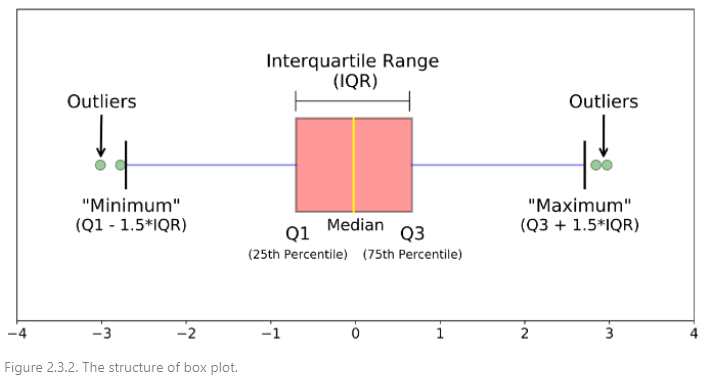 Interquartile Range
(IQR)
Outliers
Outliers
"Minimum"
(Q1 - 1.5*IQR)
"Maximum"
(Q3 + 1.5*IQR)
Q1
Median
Q3
(25th Percentile)
(75th Percentile)
−4
−3
−2
−1
0
1
2
3
4
Figure 2.3.2. The structure of box plot.